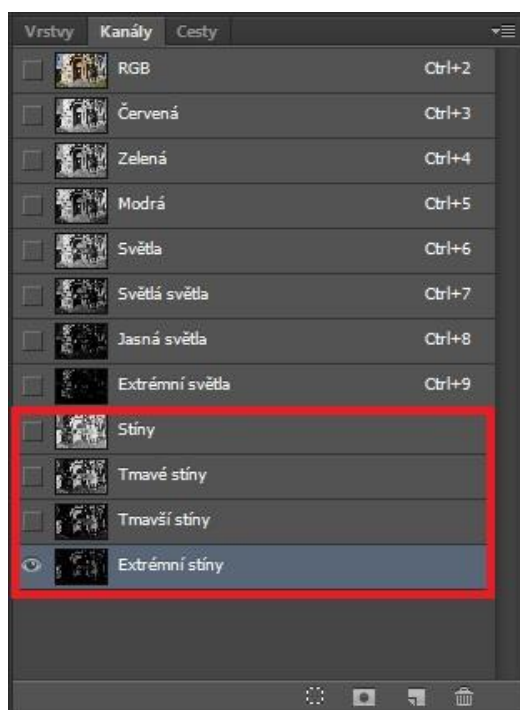 Vrstvy Kanály Cesty
RGB Ctrl+2
Červená Ctrl+3
Zelená Ctrl+4
Modrá Ctrl+5
Světla Ctrl+6
Světlá světla Ctrl+7
Jasná světla Ctrl+8
Extrémní světla Ctrl+9
Stíny
Tmavé stíny
Tmavší stíny
Extrémní stíny